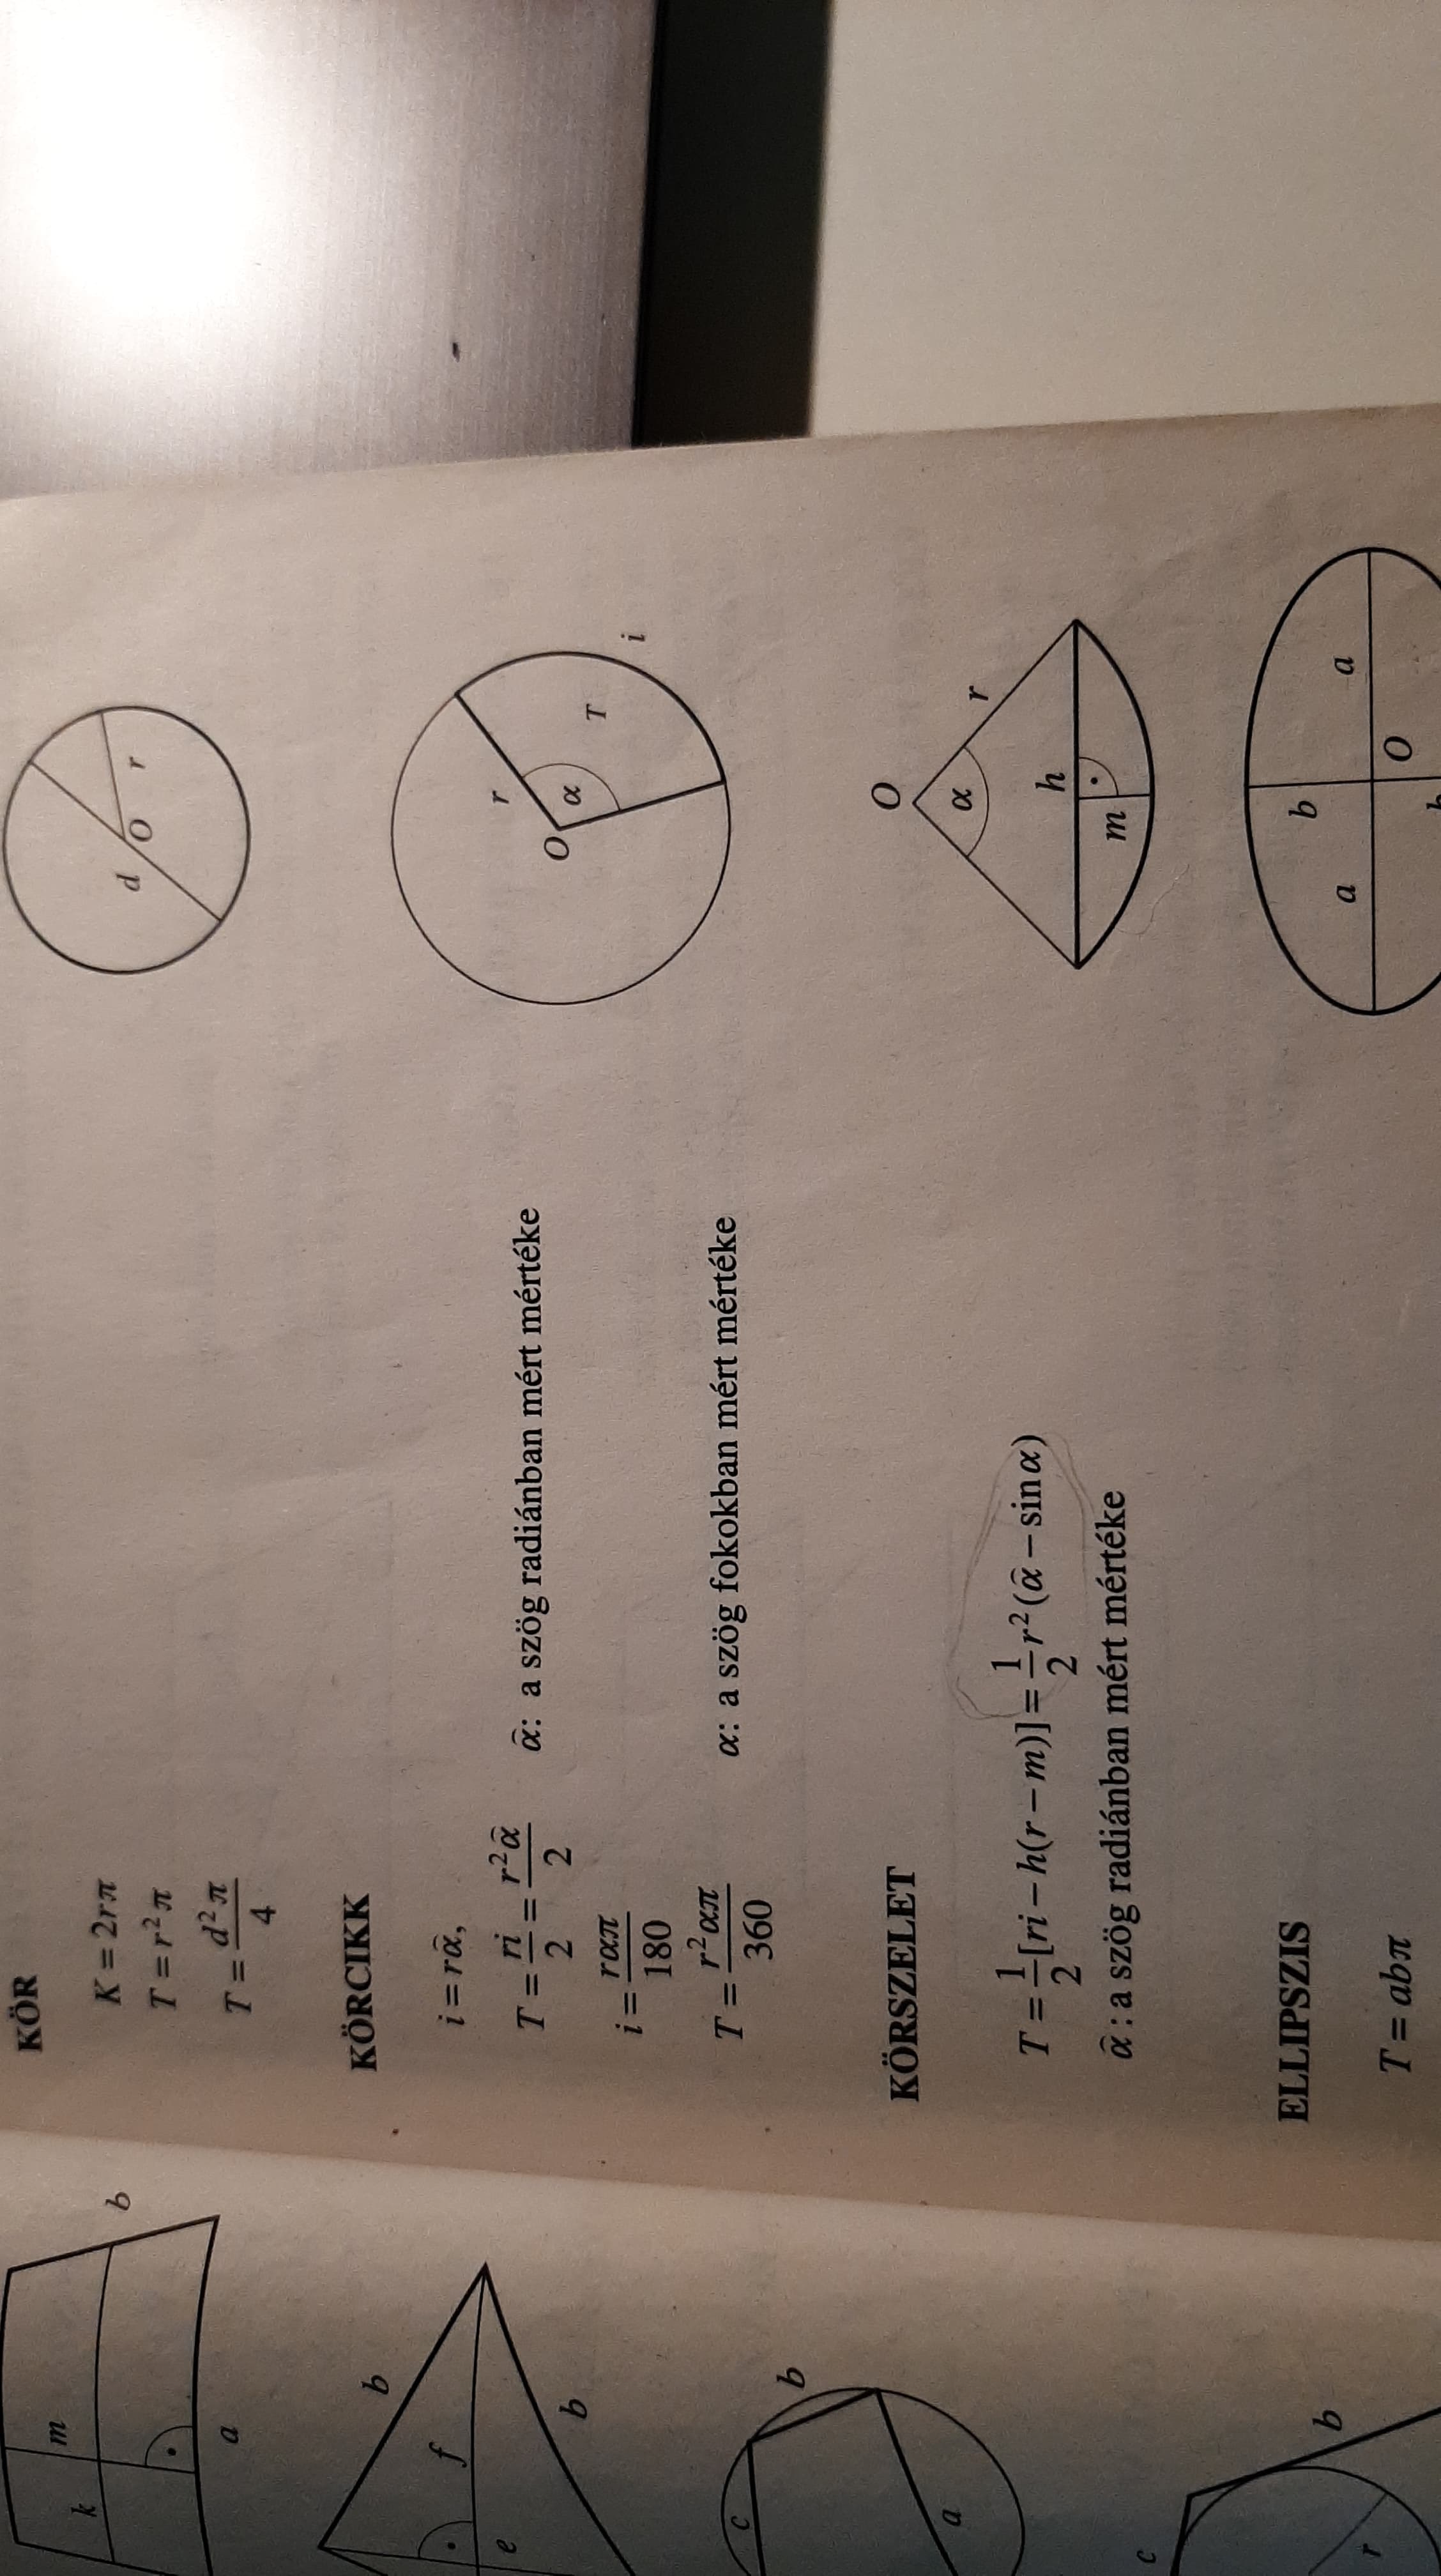 KÖR
K = 2rπ
T = r²π
T = d²π/4
d
O
r
KÖRCIKK
i = rα̂,
T = ri/2 = r²α̂/2 α̂: a szög radiánban mért mértéke
i = rαπ/180
T = r²απ/360 α: a szög fokokban mért mértéke
r
O
α
T
i
KÖRSZELET
T = 1/2[ri − h(r − m)] = 1/2 r²(α̂ − sin α)
α̂: a szög radiánban mért mértéke
O
α
r
h
m
ELLIPSZIS
T = abπ
a
b
a
O
b
k
m
b
a
b
f
e
b
c
b
a
c
b
r